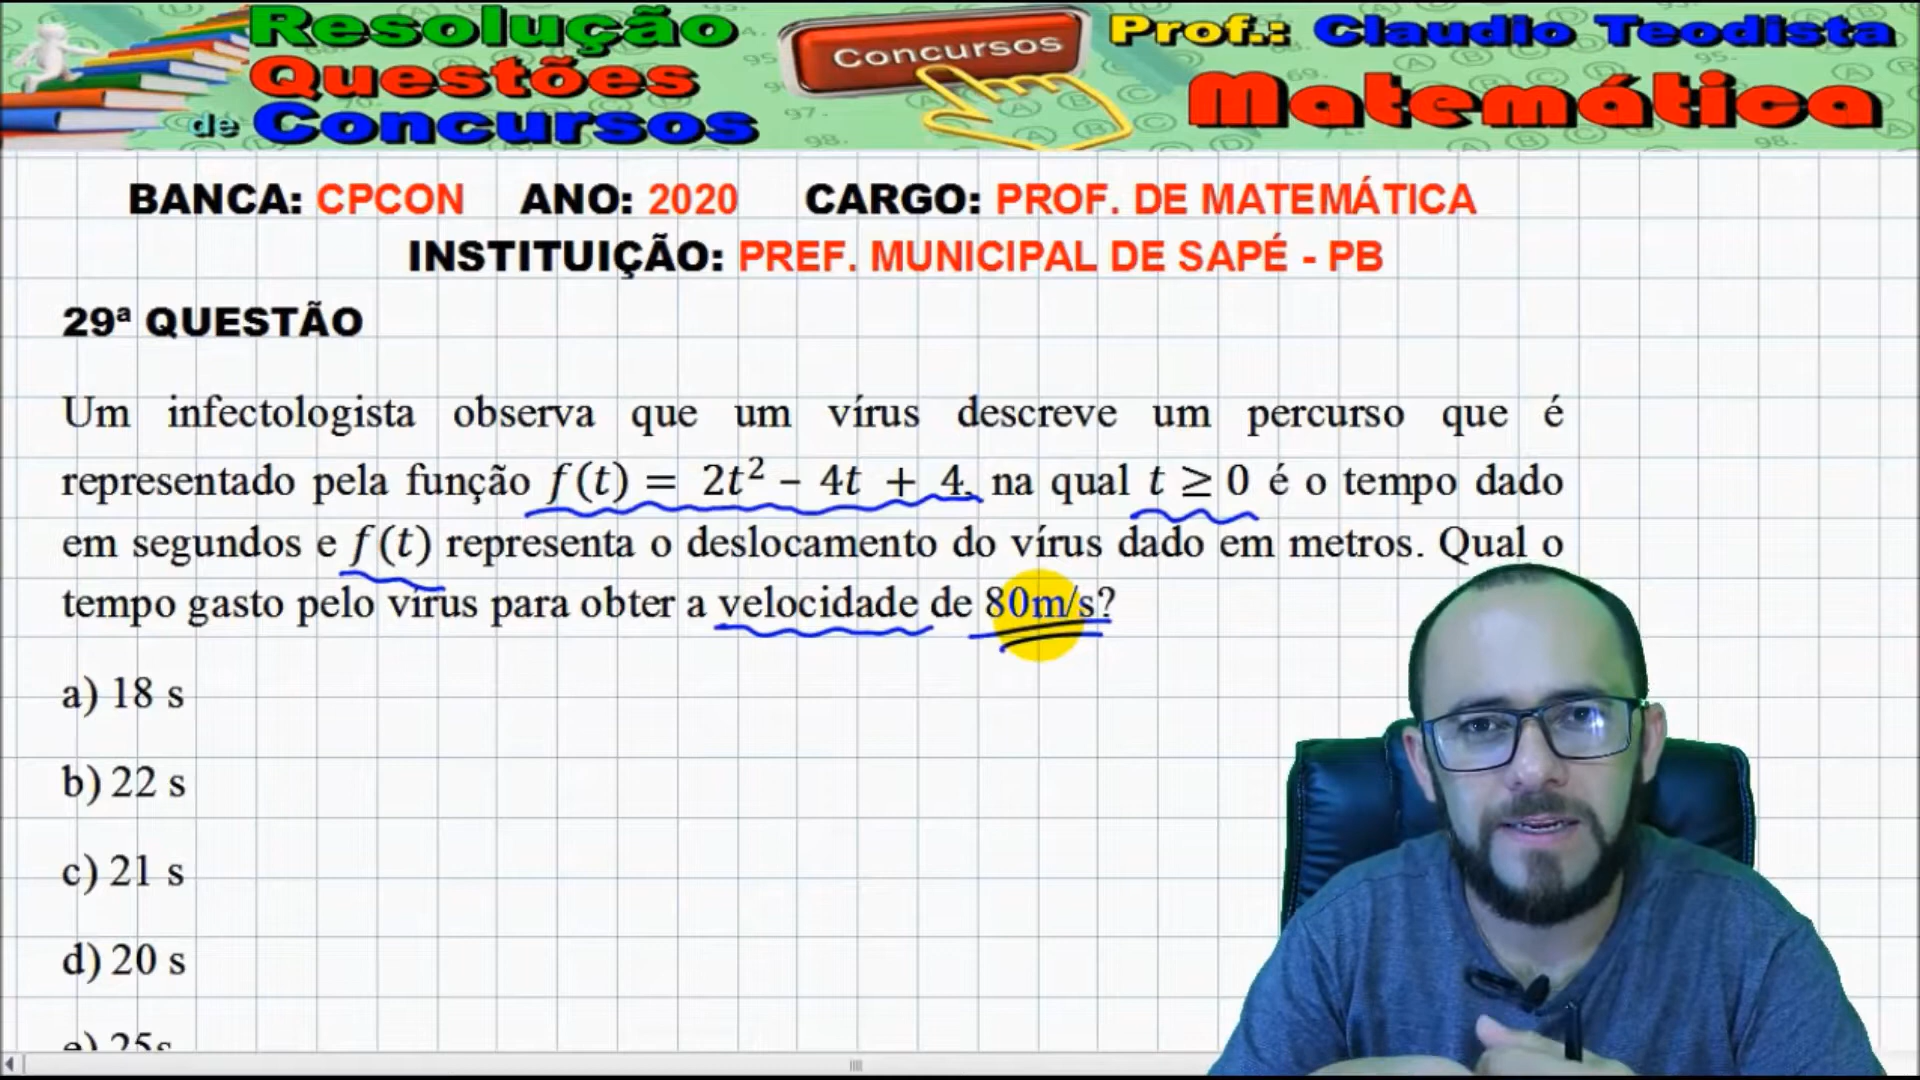 Resolução
Questões
de Concursos
Concursos
Prof.: Claudio Teodista
Matemática
BANCA: CPCON ANO: 2020 CARGO: PROF. DE MATEMÁTICA
INSTITUIÇÃO: PREF. MUNICIPAL DE SAPÉ - PB
29ª QUESTÃO
Um infectologista observa que um vírus descreve um percurso que é
representado pela função f(t) = 2t² – 4t + 4, na qual t ≥ 0 é o tempo dado
em segundos e f(t) representa o deslocamento do vírus dado em metros. Qual o
tempo gasto pelo vírus para obter a velocidade de 80m/s?
a) 18 s
b) 22 s
c) 21 s
d) 20 s
e) 25s